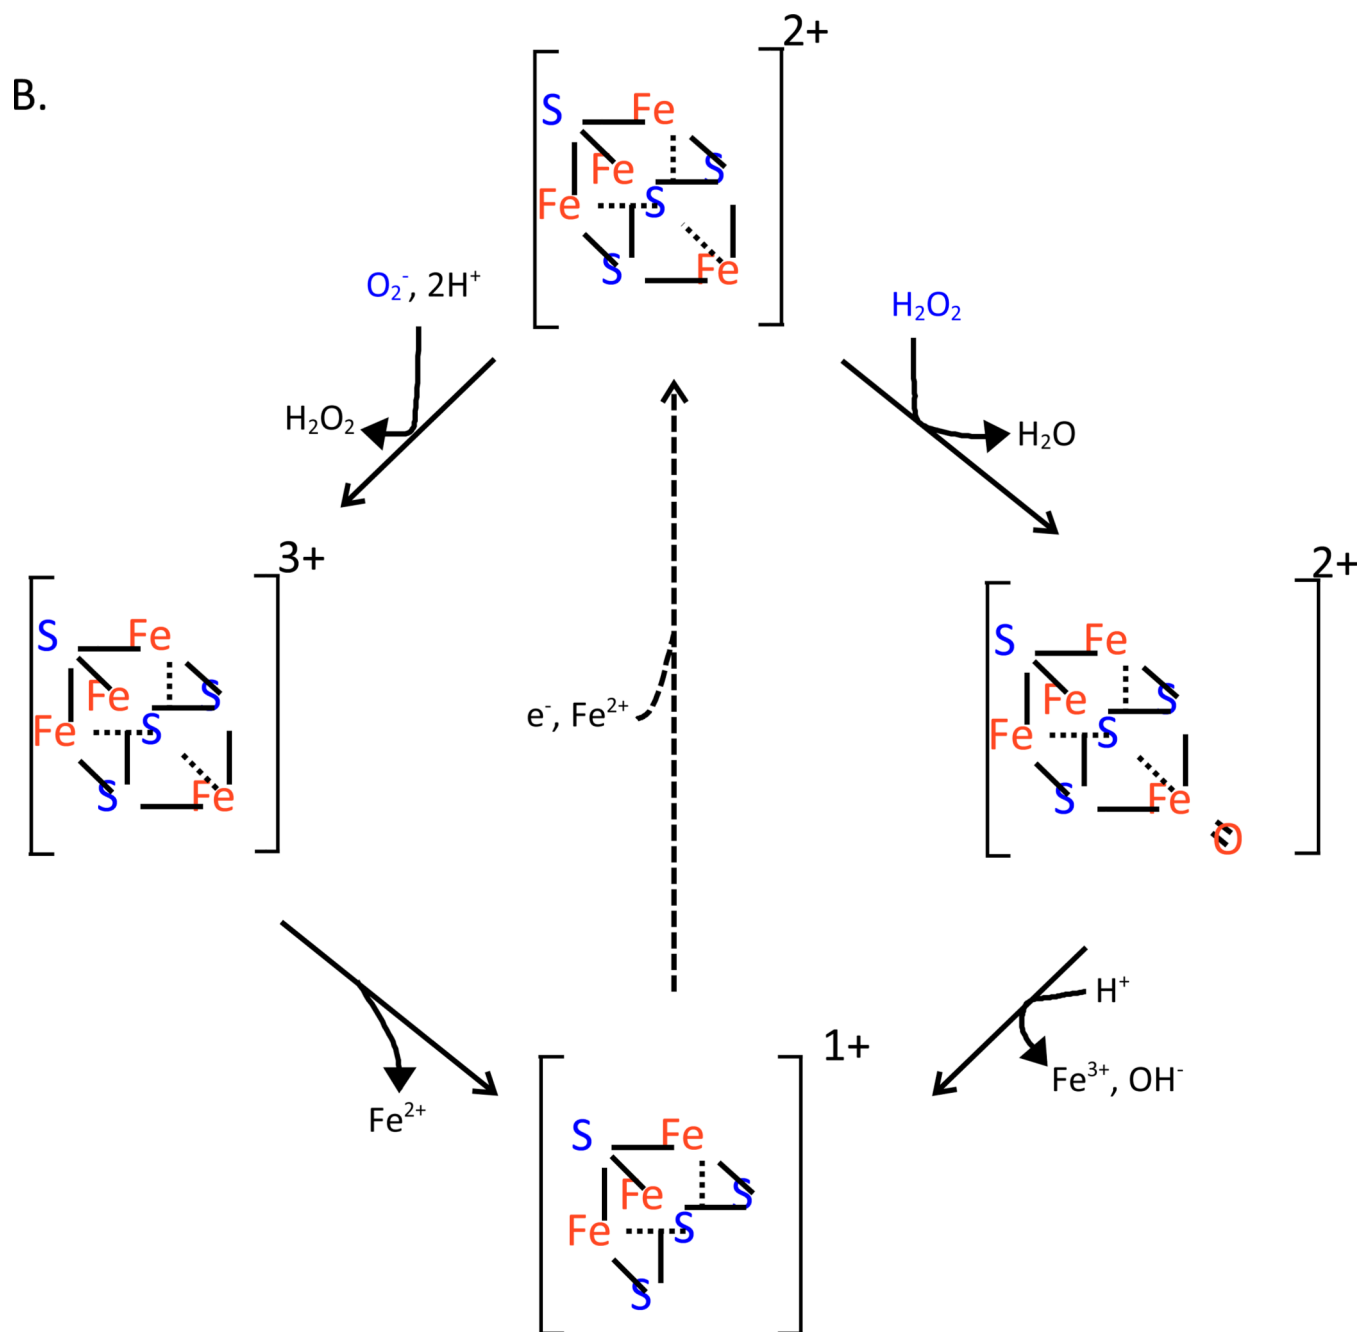 B.
2+
S Fe
Fe S
Fe S
S Fe
O₂⁻, 2H⁺
H₂O₂
H₂O₂
H₂O
3+
S Fe
Fe S
Fe S
S Fe
e⁻, Fe²⁺
2+
S Fe
Fe S
Fe S
S Fe
O
Fe²⁺
H⁺
Fe³⁺, OH⁻
1+
S Fe
Fe S
Fe S
S